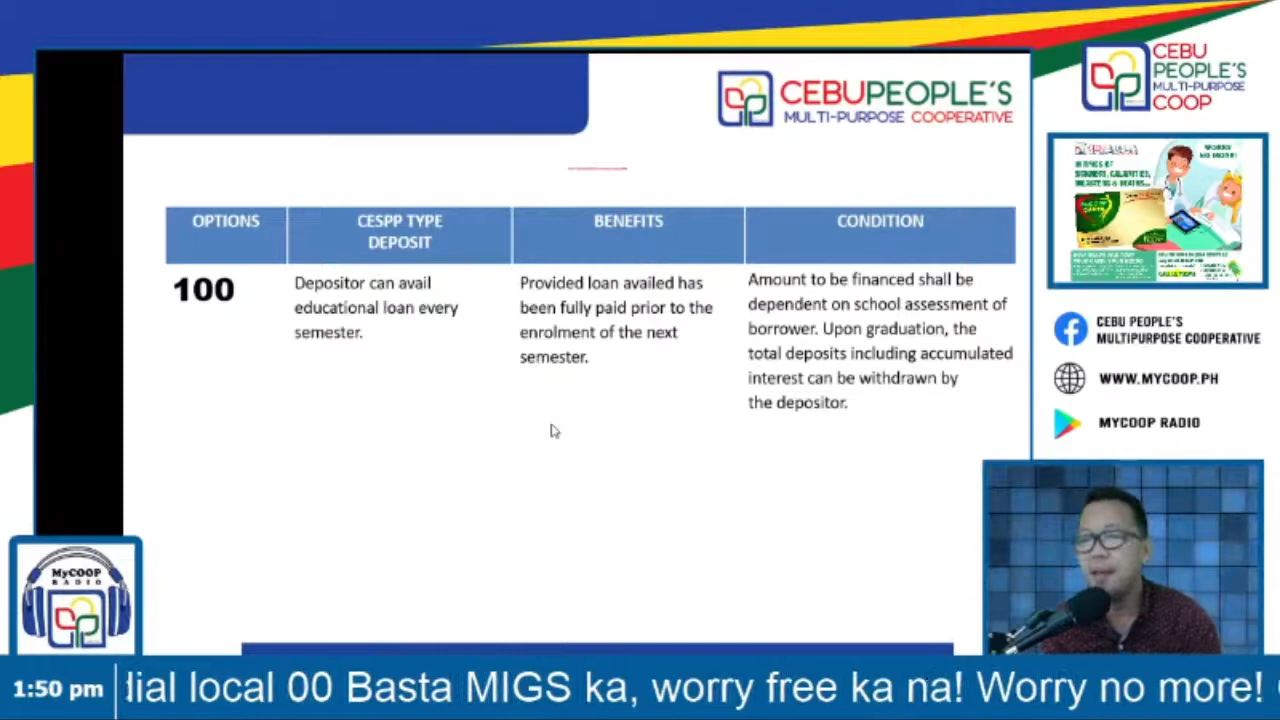 CEBUPEOPLE'S
MULTI-PURPOSE COOPERATIVE
CEBU
PEOPLE'S
MULTI-PURPOSE
COOP
OPTIONS
CESPP TYPE
DEPOSIT
BENEFITS
CONDITION
100
Depositor can avail
educational loan every
semester.
Provided loan availed has
been fully paid prior to the
enrolment of the next
semester.
Amount to be financed shall be
dependent on school assessment of
borrower. Upon graduation, the
total deposits including accumulated
interest can be withdrawn by
the depositor.
WORRY
NO MORE!
CEBU PEOPLE'S
MULTIPURPOSE COOPERATIVE
WWW.MYCOOP.PH
MYCOOP RADIO
MyCOOP
RADIO
1:50 pm
local 00 Basta MIGS ka, worry free ka na! Worry no more!